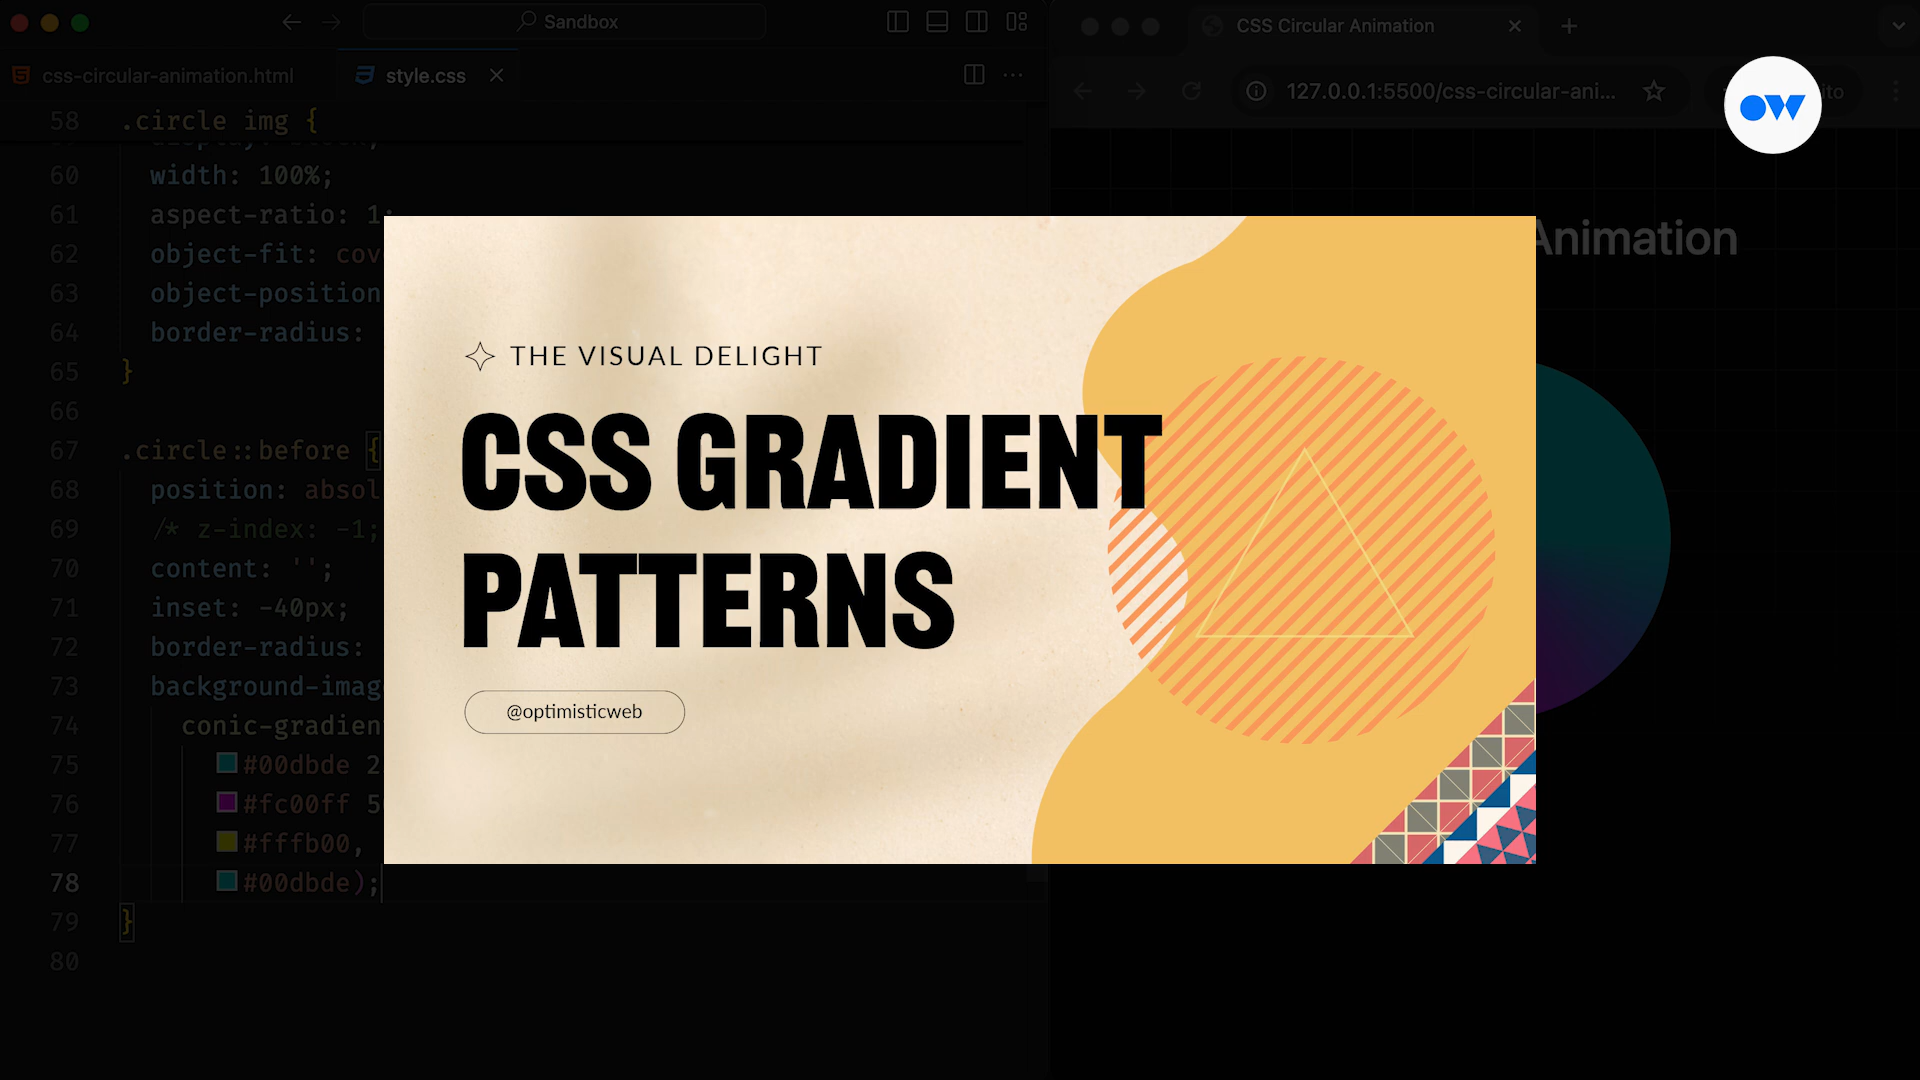 Sandbox
CSS Circular Animation
css-circular-animation.html
style.css
127.0.0.1:5500/css-circular-ani...
OW
58 .circle img {
60 width: 100%;
61 aspect-ratio: 1;
62 object-fit: cov
63 object-position
64 border-radius:
65 }
66
67 .circle::before {
68 position: absol
69 /* z-index: -1;
70 content: '';
71 inset: -40px;
72 border-radius:
73 background-imag
74 conic-gradien
75 #00dbde 2
76 #fc00ff 5
77 #fffb00,
78 #00dbde);
79 }
80
Animation
THE VISUAL DELIGHT
CSS GRADIENT
PATTERNS
@optimisticweb